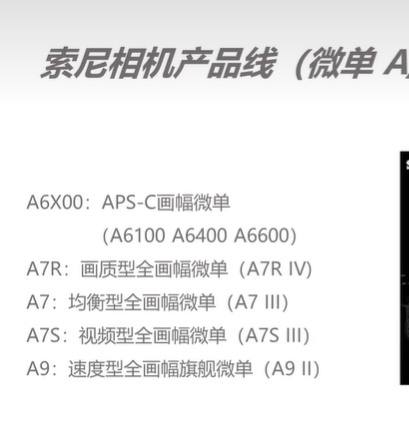 索尼相机产品线（微单 A
A6X00：APS-C画幅微单
（A6100 A6400 A6600）
A7R：画质型全画幅微单（A7R IV）
A7：均衡型全画幅微单（A7 III）
A7S：视频型全画幅微单（A7S III）
A9：速度型全画幅旗舰微单（A9 II）